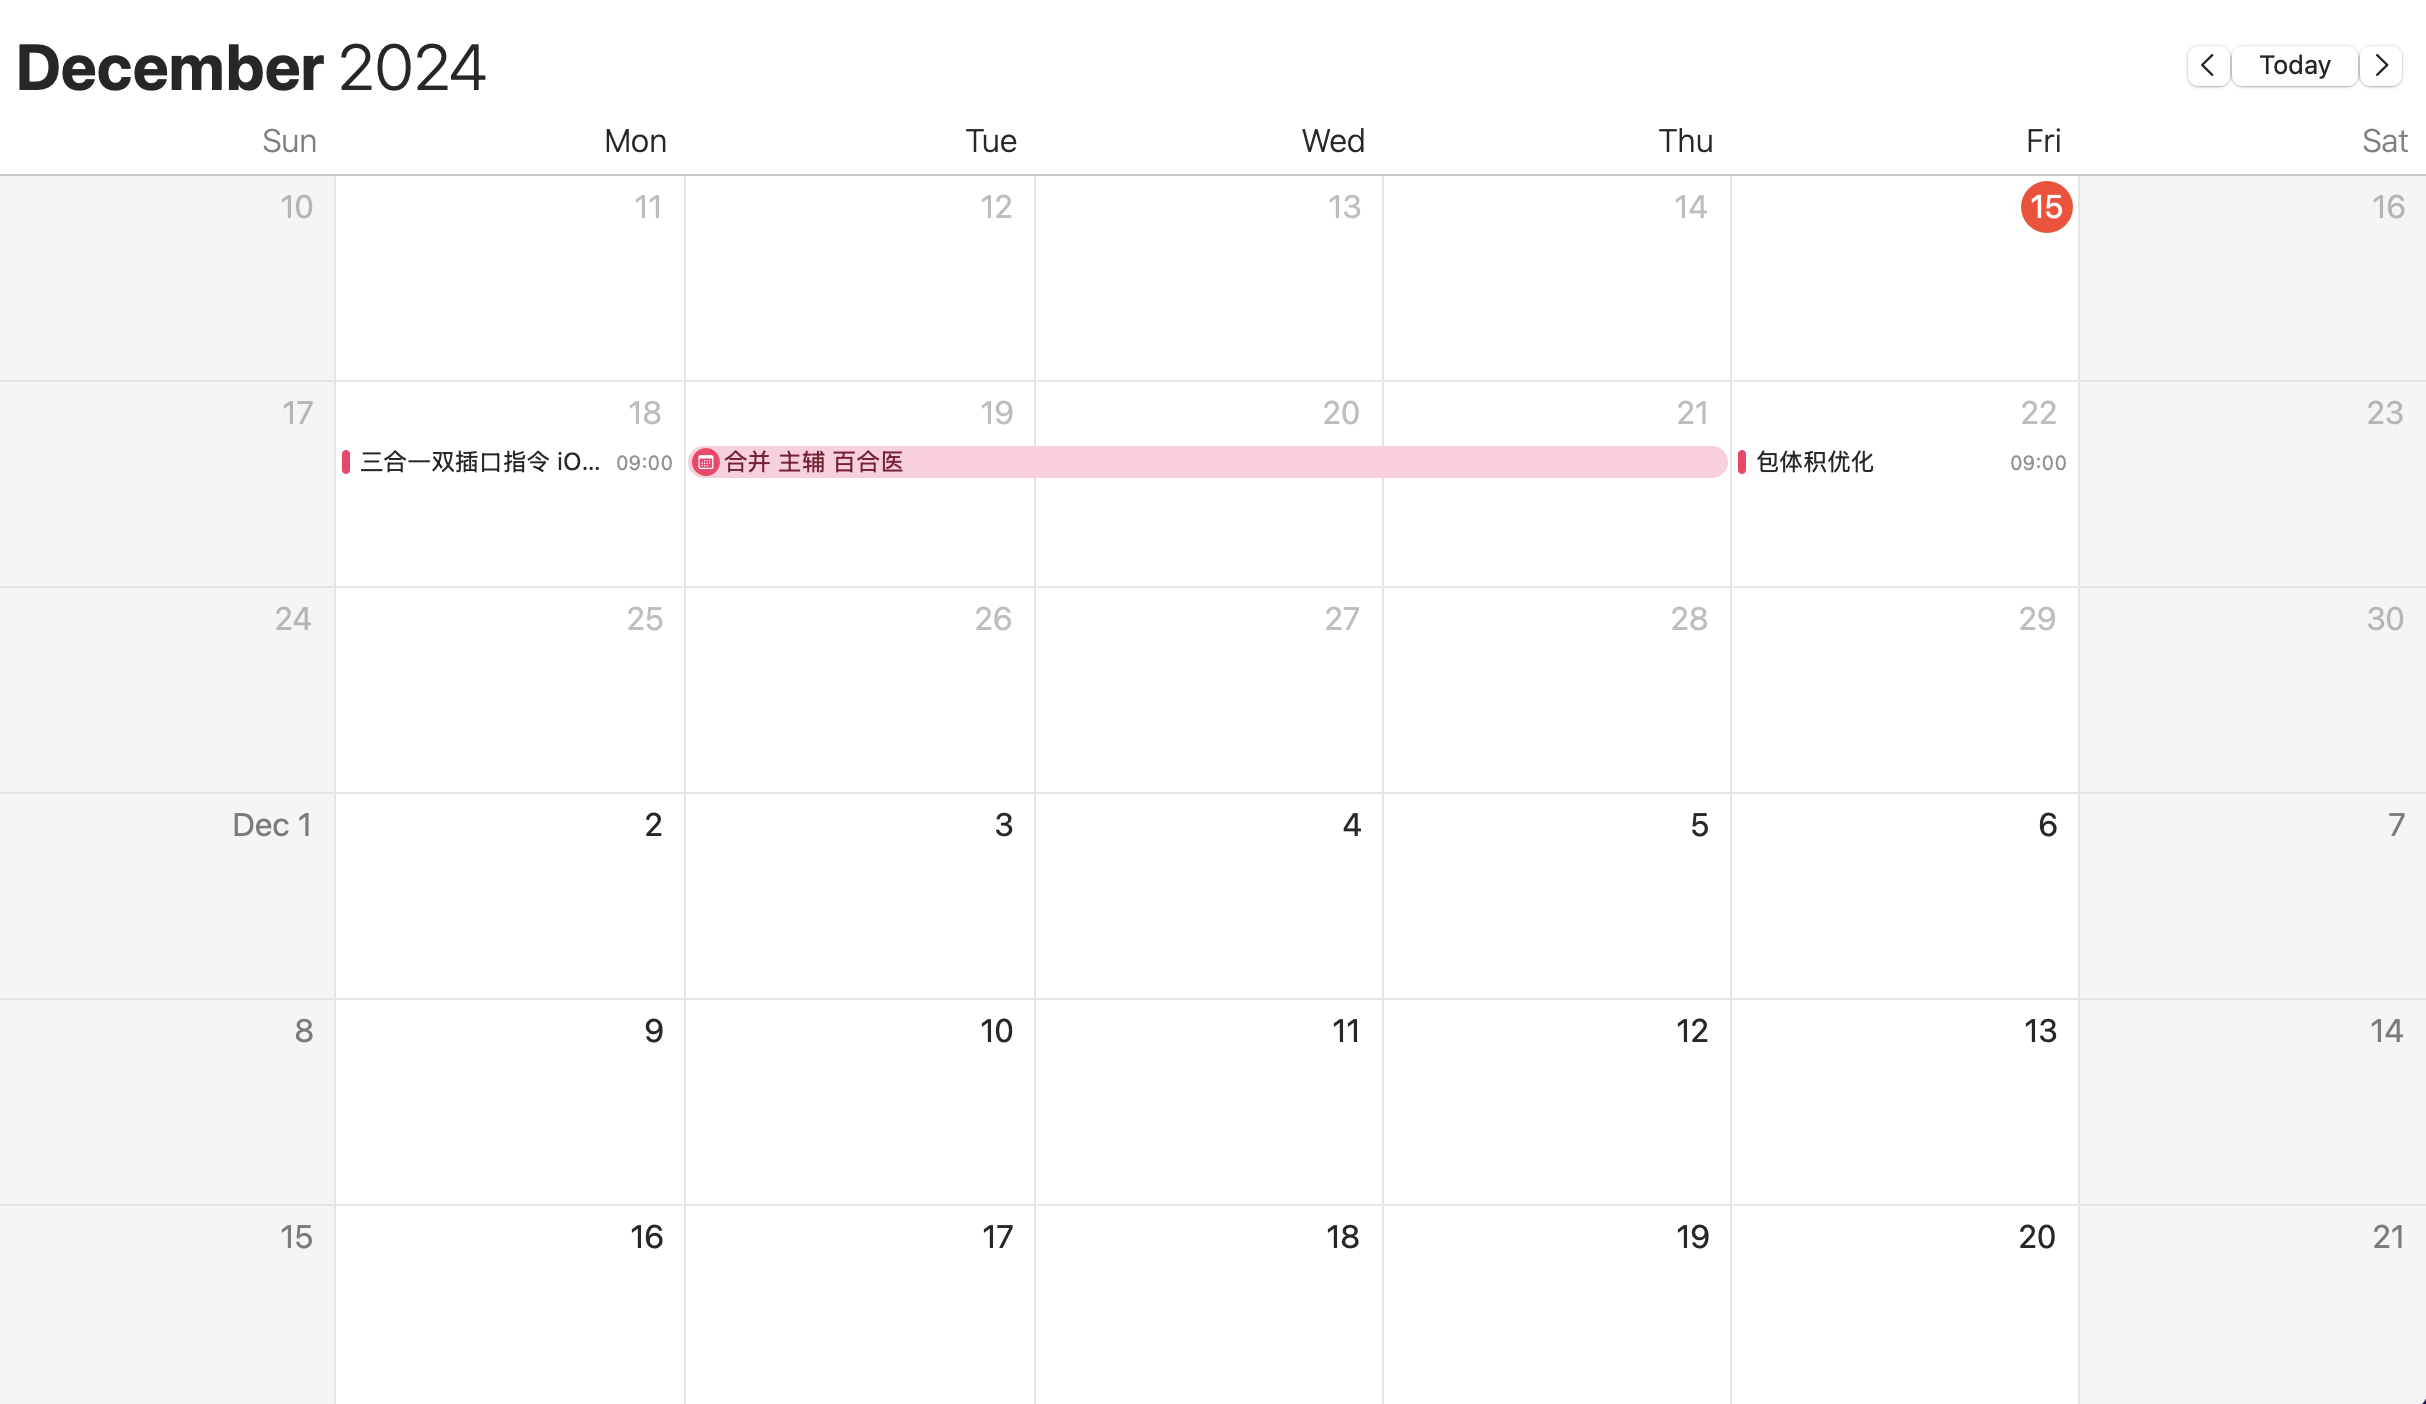 December 2024
Today
Sun Mon Tue Wed Thu Fri Sat
10 11 12 13 14 15 16
17 18 19 20 21 22 23
三合一双插口指令 iO... 09:00 合并 主辅 百合医 包体积优化 09:00
24 25 26 27 28 29 30
Dec 1 2 3 4 5 6 7
8 9 10 11 12 13 14
15 16 17 18 19 20 21